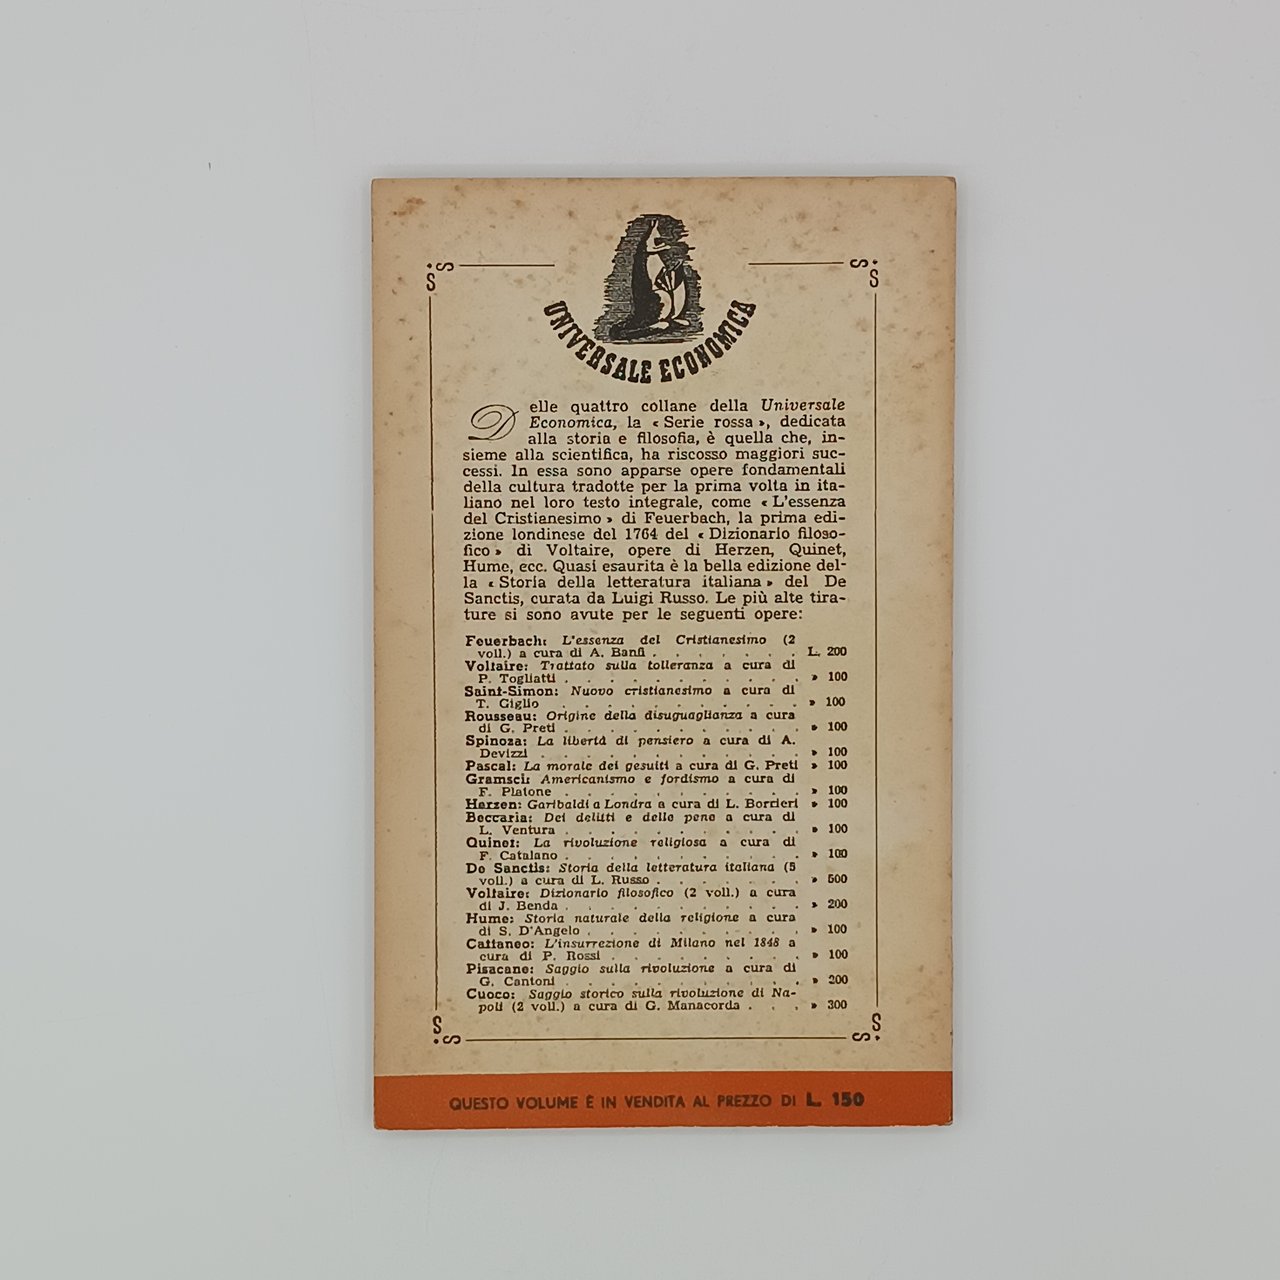 UNIVERSALE ECONOMICA
Delle quattro collane della Universale
Economica, la «Serie rossa», dedicata
alla storia e filosofia, è quella che, in-
sieme alla scientifica, ha riscosso maggiori suc-
cessi. In essa sono apparse opere fondamentali
della cultura tradotte per la prima volta in ita-
liano nel loro testo integrale, come «L'essenza
del Cristianesimo» di Feuerbach, la prima edi-
zione londinese del 1764 del «Dizionario filoso-
fico» di Voltaire, opere di Herzen, Quinet,
Hume, ecc. Quasi esaurita è la bella edizione del-
la «Storia della letteratura italiana» del De
Sanctis, curata da Luigi Russo. Le più alte tira-
ture si sono avute per le seguenti opere:
Feuerbach: L'essenza del Cristianesimo (2
voll.) a cura di A. Banfi . . . . . . . L. 200
Voltaire: Trattato sulla tolleranza a cura di
P. Togliatti . . . . . . . . . . . » 100
Saint-Simon: Nuovo cristianesimo a cura di
T. Giglio . . . . . . . . . . . » 100
Rousseau: Origine della disuguaglianza a cura
di G. Preti . . . . . . . . . . . » 100
Spinoza: La libertà di pensiero a cura di A.
Devizzi . . . . . . . . . . . . » 100
Pascal: La morale dei gesuiti a cura di G. Preti » 100
Gramsci: Americanismo e fordismo a cura di
F. Platone . . . . . . . . . . . » 100
Herzen: Garibaldi a Londra a cura di L. Borrieri » 100
Beccaria: Dei delitti e delle pene a cura di
L. Ventura . . . . . . . . . . . » 100
Quinet: La rivoluzione religiosa a cura di
F. Catalano . . . . . . . . . . . » 100
De Sanctis: Storia della letteratura italiana (5
voll.) a cura di L. Russo . . . . . . . » 500
Voltaire: Dizionario filosofico (2 voll.) a cura
di J. Benda . . . . . . . . . . . » 200
Hume: Storia naturale della religione a cura
di S. D'Angelo . . . . . . . . . . » 100
Cattaneo: L'insurrezione di Milano nel 1848 a
cura di P. Rossi . . . . . . . . . » 100
Pisacane: Saggio sulla rivoluzione a cura di
G. Cantoni . . . . . . . . . . . » 200
Cuoco: Saggio storico sulla rivoluzione di Na-
poli (2 voll.) a cura di G. Manacorda . . . » 300
QUESTO VOLUME È IN VENDITA AL PREZZO DI L. 150